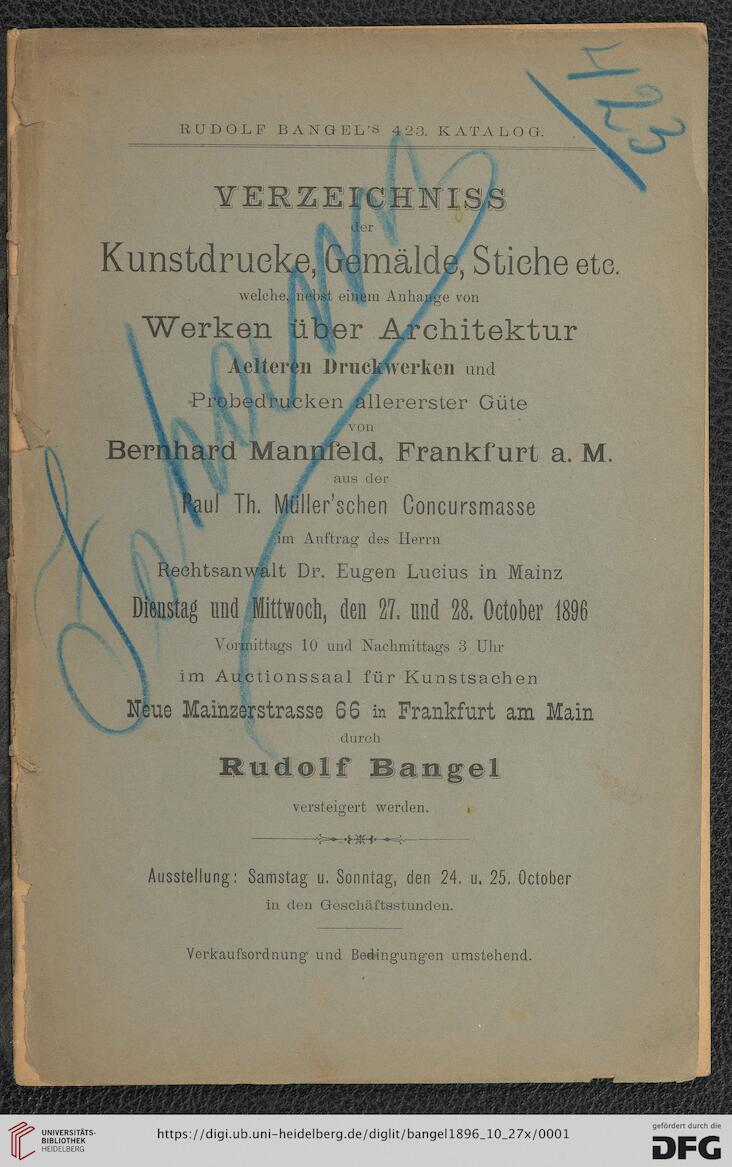 423
RUDOLF BANGEL'S 423. KATALOG.
VERZEICHNISS
der
Kunstdrucke, Gemälde, Stiche etc.
welche, nebst einem Anhange von
Werken über Architektur
Aelteren Druckwerken und
Probedrucken allererster Güte
von
Bernhard Mannfeld, Frankfurt a. M.
aus der
Paul Th. Müller'schen Concursmasse
im Auftrag des Herrn
Rechtsanwalt Dr. Eugen Lucius in Mainz
Dienstag und Mittwoch, den 27. und 28. October 1896
Vormittags 10 und Nachmittags 3 Uhr
im Auctionssaal für Kunstsachen
Neue Mainzerstrasse 66 in Frankfurt am Main
durch
Rudolf Bangel
versteigert werden.
Ausstellung: Samstag u. Sonntag, den 24. u. 25. October
in den Geschäftsstunden.
Verkaufsordnung und Bedingungen umstehend.
UNIVERSITÄTS-
BIBLIOTHEK
HEIDELBERG
https://digi.ub.uni-heidelberg.de/diglit/bangel1896_10_27x/0001
gefördert durch die
DFG